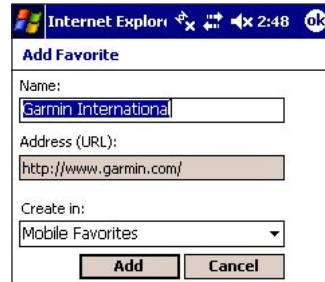 Internet Explor 2:48 ok
Add Favorite
Name:
Garmin International
Address (URL):
http://www.garmin.com/
Create in:
Mobile Favorites
Add Cancel